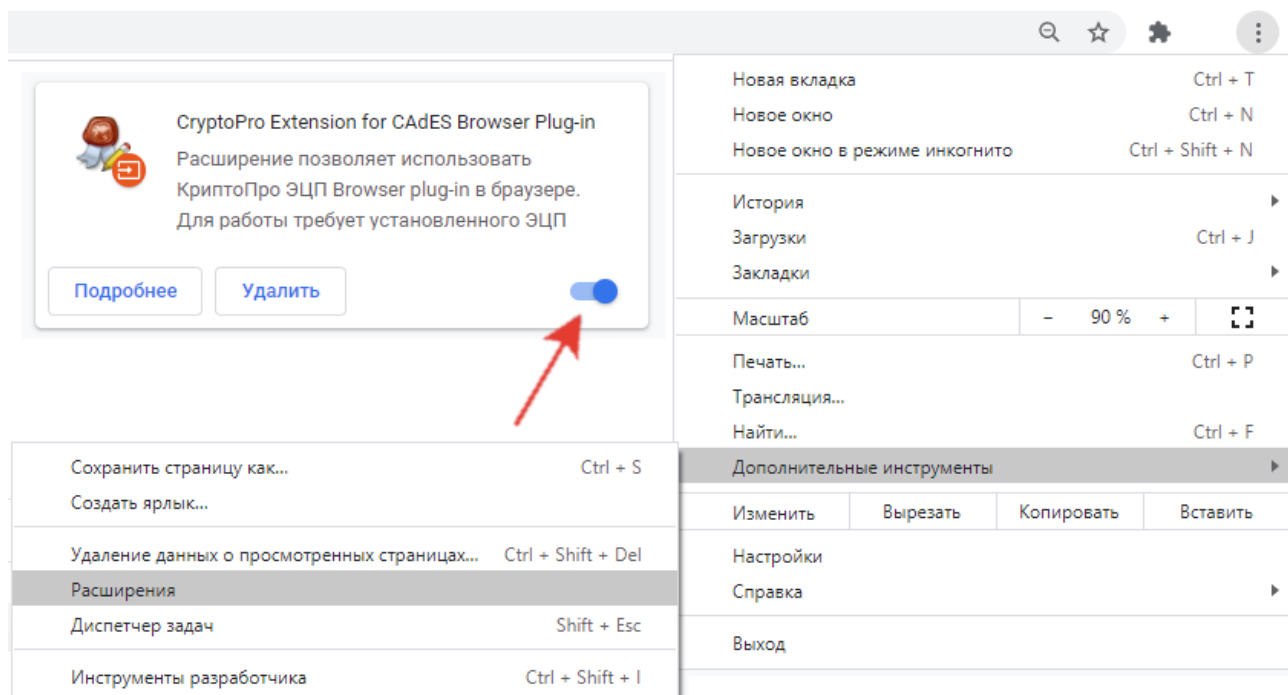 CryptoPro Extension for CAdES Browser Plug-in
Расширение позволяет использовать
КриптоПро ЭЦП Browser plug-in в браузере.
Для работы требует установленного ЭЦП
Подробнее Удалить
Новая вкладка Ctrl + T
Новое окно Ctrl + N
Новое окно в режиме инкогнито Ctrl + Shift + N
История
Загрузки Ctrl + J
Закладки
Масштаб - 90 % +
Печать... Ctrl + P
Трансляция...
Найти... Ctrl + F
Дополнительные инструменты
Изменить Вырезать Копировать Вставить
Настройки
Справка
Выход
Сохранить страницу как... Ctrl + S
Создать ярлык...
Удаление данных о просмотренных страницах... Ctrl + Shift + Del
Расширения
Диспетчер задач Shift + Esc
Инструменты разработчика Ctrl + Shift + I